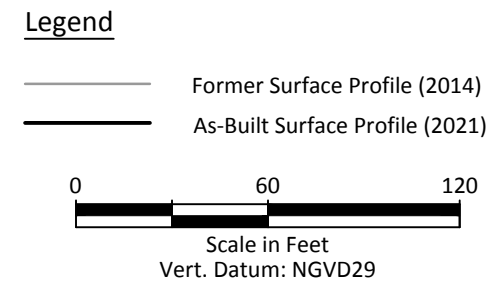 Legend
Former Surface Profile (2014)
As-Built Surface Profile (2021)
0 60 120
Scale in Feet
Vert. Datum: NGVD29